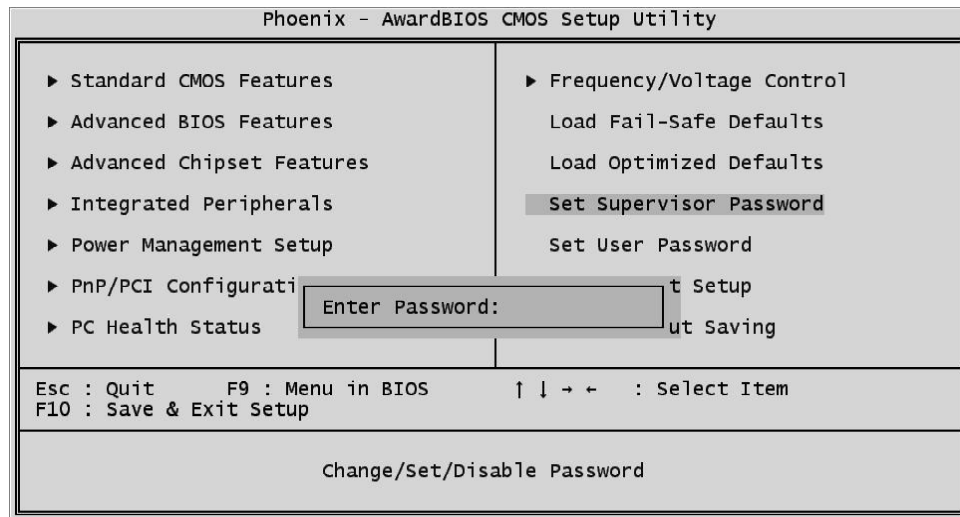 Phoenix - AwardBIOS CMOS Setup Utility
▶ Standard CMOS Features
▶ Advanced BIOS Features
▶ Advanced Chipset Features
▶ Integrated Peripherals
▶ Power Management Setup
▶ PnP/PCI Configurati
▶ PC Health Status
▶ Frequency/Voltage Control
Load Fail-Safe Defaults
Load Optimized Defaults
Set Supervisor Password
Set User Password
t Setup
ut Saving
Enter Password:
Esc : Quit F9 : Menu in BIOS ↑ ↓ → ← : Select Item
F10 : Save & Exit Setup
Change/Set/Disable Password